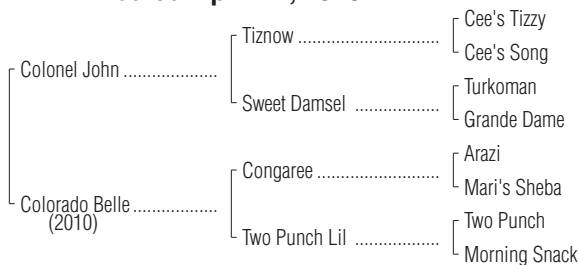 Cee's Tizzy
Tiznow ..............................
Cee's Song
Colonel John ....................
Turkoman
Sweet Damsel ..................
Grande Dame
Arazi
Congaree ..........................
Mari's Sheba
Colorado Belle ..................
(2010)
Two Punch
Two Punch Lil ..................
Morning Snack